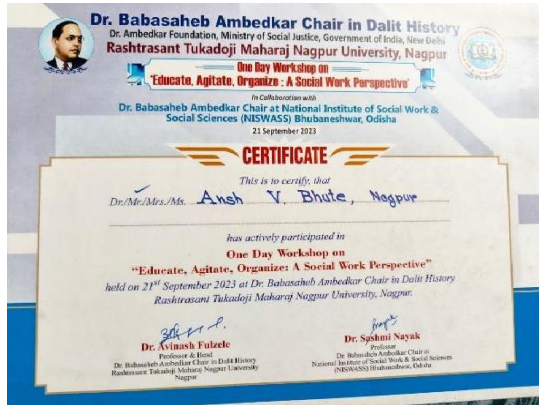 Dr. Babasaheb Ambedkar Chair in Dalit History
Dr. Ambedkar Foundation, Ministry of Social Justice, Government of India, New Delhi
Rashtrasant Tukadoji Maharaj Nagpur University, Nagpur
One Day Workshop on
'Educate, Agitate, Organize : A Social Work Perspective'
In Collaboration with
Dr. Babasaheb Ambedkar Chair at National Institute of Social Work &
Social Sciences (NISWASS) Bhubaneshwar, Odisha
21 September 2023
CERTIFICATE
This is to certify, that
Dr./Mr./Mrs./Ms. Ansh V. Bhute, Nagpur
has actively participated in
One Day Workshop on
"Educate, Agitate, Organize: A Social Work Perspective"
held on 21st September 2023 at Dr. Babasaheb Ambedkar Chair in Dalit History
Rashtrasant Tukadoji Maharaj Nagpur University, Nagpur.
Dr. Avinash Fulzele
Professor & Head
Dr. Babasaheb Ambedkar Chair in Dalit History
Rashtrasant Tukadoji Maharaj Nagpur University
Nagpur
Dr. Sashmi Nayak
Professor
Dr. Babasaheb Ambedkar Chair at
National Institute of Social Work & Social Sciences
(NISWASS) Bhubaneshwar, Odisha